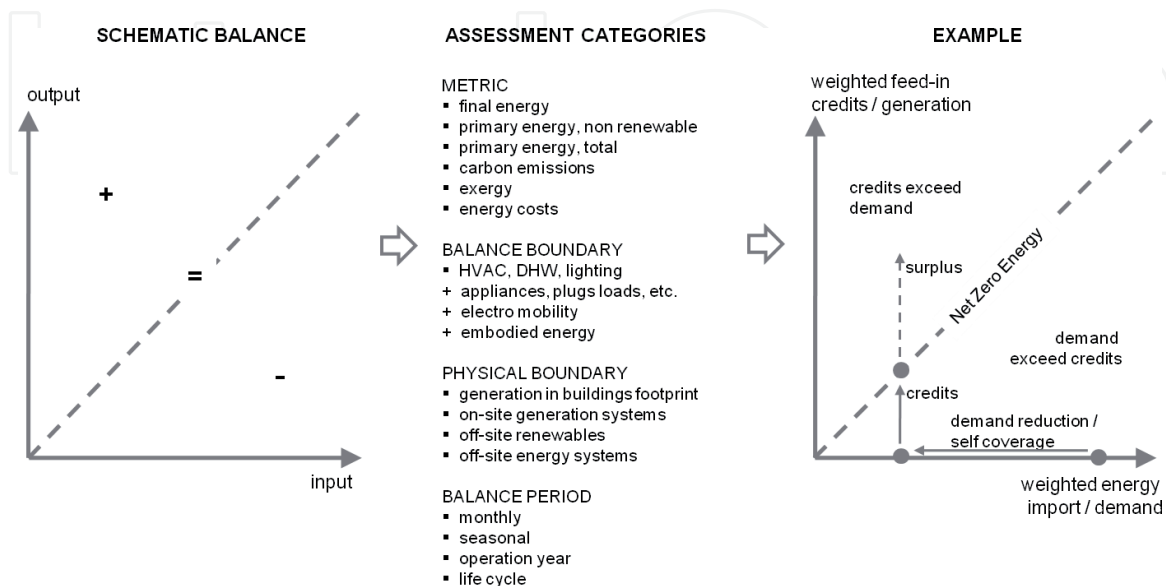 SCHEMATIC BALANCE
output
+
=
-
input
ASSESSMENT CATEGORIES
METRIC
▪ final energy
▪ primary energy, non renewable
▪ primary energy, total
▪ carbon emissions
▪ exergy
▪ energy costs
BALANCE BOUNDARY
▪ HVAC, DHW, lighting
+ appliances, plugs loads, etc.
+ electro mobility
+ embodied energy
PHYSICAL BOUNDARY
▪ generation in buildings footprint
▪ on-site generation systems
▪ off-site renewables
▪ off-site energy systems
BALANCE PERIOD
▪ monthly
▪ seasonal
▪ operation year
▪ life cycle
EXAMPLE
weighted feed-in
credits / generation
credits exceed
demand
surplus
Net Zero Energy
demand
exceed credits
credits
demand reduction /
self coverage
weighted energy
import / demand